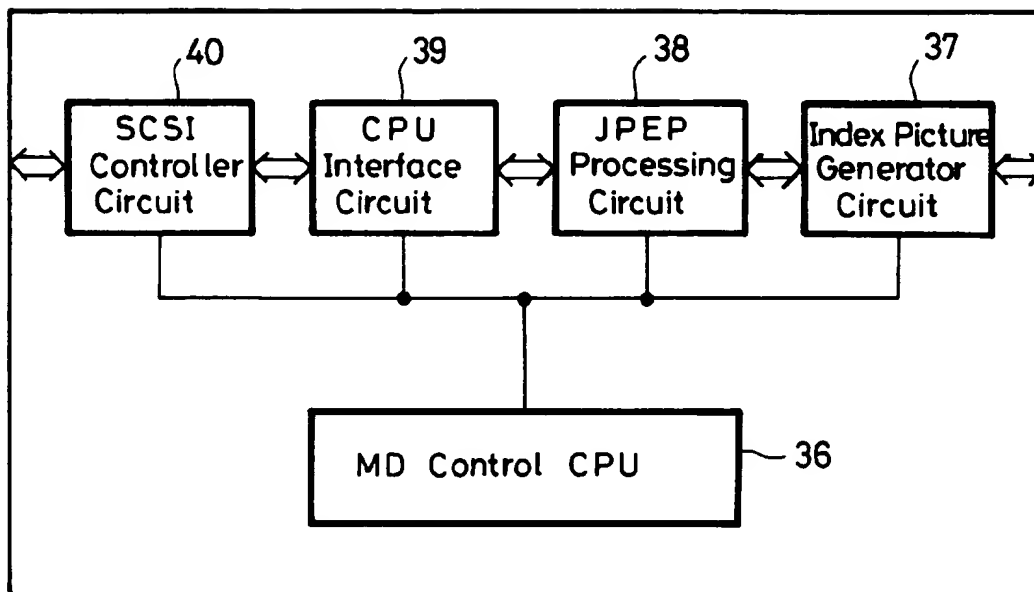 40
39
38
37
SCSI
Controller
Circuit
CPU
Interface
Circuit
JPEP
Processing
Circuit
Index Picture
Generator
Circuit
MD Control CPU
36